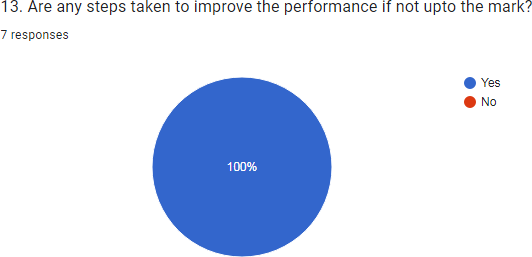 13. Are any steps taken to improve the performance if not upto the mark?
7 responses
Yes
No
100%